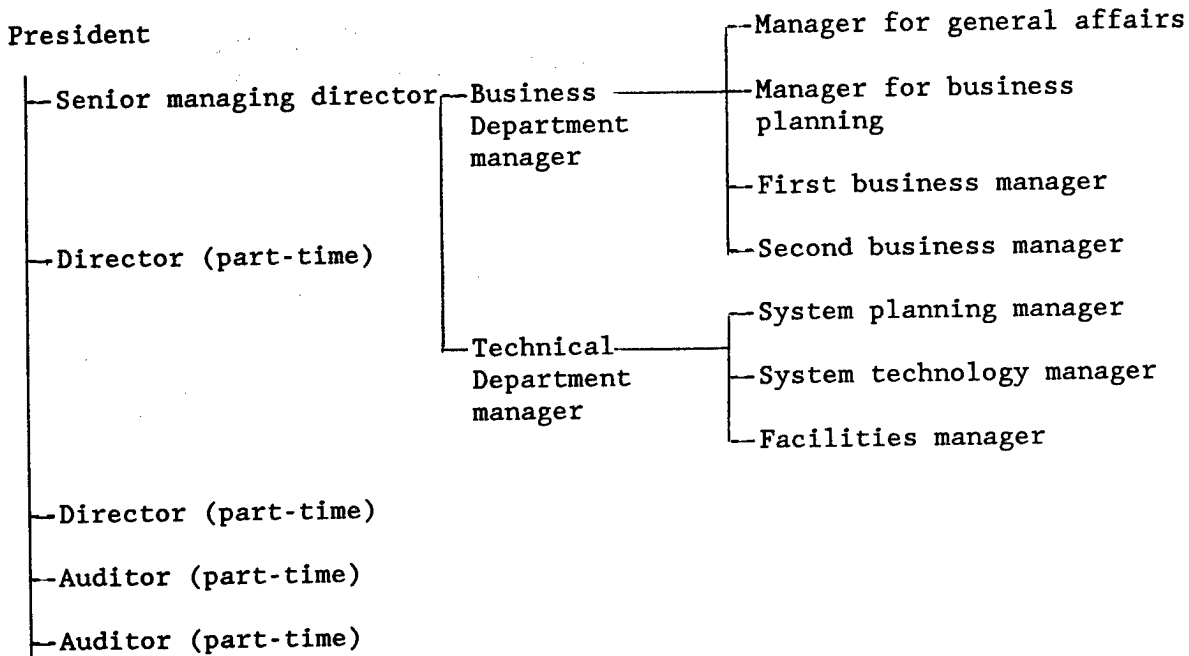 President
Senior managing director
Business
Department
manager
Manager for general affairs
Manager for business
planning
First business manager
Second business manager
Director (part-time)
Technical
Department
manager
System planning manager
System technology manager
Facilities manager
Director (part-time)
Auditor (part-time)
Auditor (part-time)